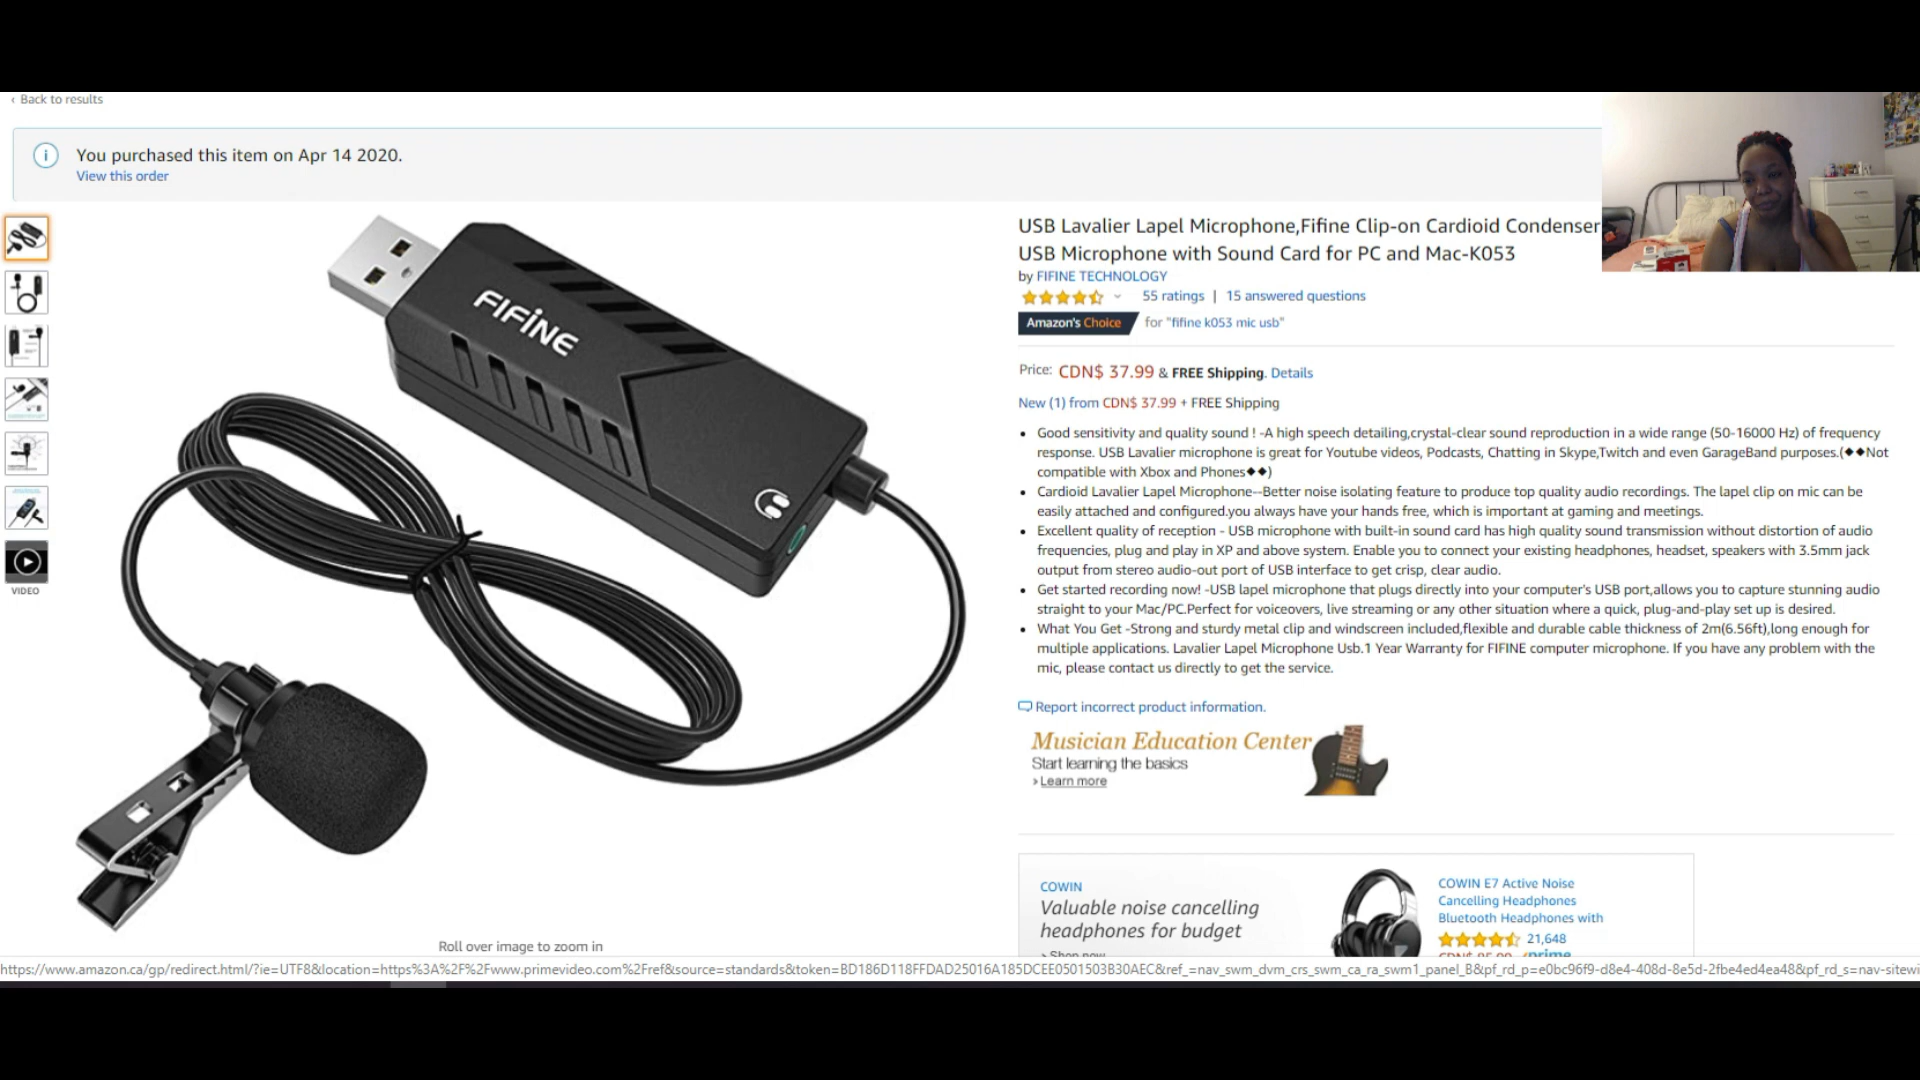 ‹ Back to results
You purchased this item on Apr 14 2020.
View this order
VIDEO
FIFINE
Roll over image to zoom in
USB Lavalier Lapel Microphone,Fifine Clip-on Cardioid Condenser
USB Microphone with Sound Card for PC and Mac-K053
by FIFINE TECHNOLOGY
55 ratings | 15 answered questions
Amazon's Choice for "fifine k053 mic usb"
Price: CDN$ 37.99 & FREE Shipping. Details
New (1) from CDN$ 37.99 + FREE Shipping
• Good sensitivity and quality sound ! -A high speech detailing,crystal-clear sound reproduction in a wide range (50-16000 Hz) of frequency
response. USB Lavalier microphone is great for Youtube videos, Podcasts, Chatting in Skype,Twitch and even GarageBand purposes.(◆◆Not
compatible with Xbox and Phones◆◆)
• Cardioid Lavalier Lapel Microphone--Better noise isolating feature to produce top quality audio recordings. The lapel clip on mic can be
easily attached and configured.you always have your hands free, which is important at gaming and meetings.
• Excellent quality of reception - USB microphone with built-in sound card has high quality sound transmission without distortion of audio
frequencies, plug and play in XP and above system. Enable you to connect your existing headphones, headset, speakers with 3.5mm jack
output from stereo audio-out port of USB interface to get crisp, clear audio.
• Get started recording now! -USB lapel microphone that plugs directly into your computer's USB port,allows you to capture stunning audio
straight to your Mac/PC.Perfect for voiceovers, live streaming or any other situation where a quick, plug-and-play set up is desired.
• What You Get -Strong and sturdy metal clip and windscreen included,flexible and durable cable thickness of 2m(6.56ft),long enough for
multiple applications. Lavalier Lapel Microphone Usb.1 Year Warranty for FIFINE computer microphone. If you have any problem with the
mic, please contact us directly to get the service.
Report incorrect product information.
Musician Education Center
Start learning the basics
› Learn more
COWIN
Valuable noise cancelling
headphones for budget
› Shop now
COWIN E7 Active Noise
Cancelling Headphones
Bluetooth Headphones with
21,648
CDN$ 85.99 prime
https://www.amazon.ca/gp/redirect.html/?ie=UTF8&location=https%3A%2F%2Fwww.primevideo.com%2Fref&source=standards&token=BD186D118FFDAD25016A185DCEE0501503B30AEC&ref_=nav_swm_dvm_crs_swm_ca_ra_swm1_panel_B&pf_rd_p=e0bc96f9-d8e4-408d-8e5d-2fbe4ed4ea48&pf_rd_s=nav-sitewi